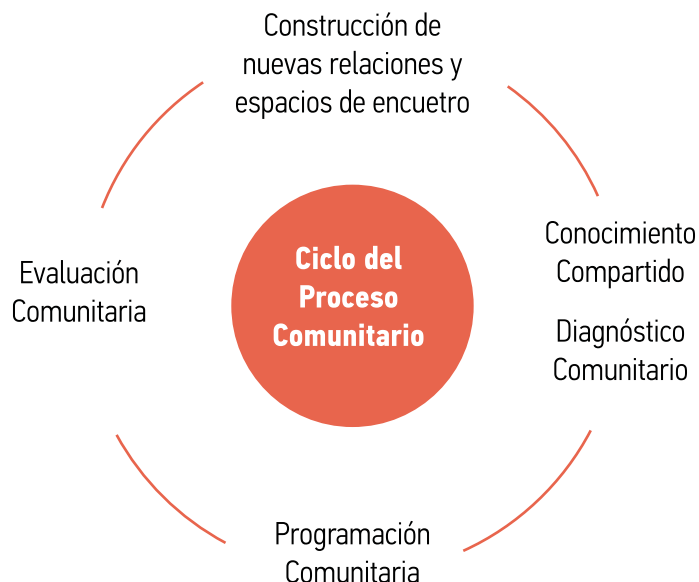 Construcción de
nuevas relaciones y
espacios de encuetro
Conocimiento
Compartido
Diagnóstico
Comunitario
Programación
Comunitaria
Evaluación
Comunitaria
Ciclo del
Proceso
Comunitario